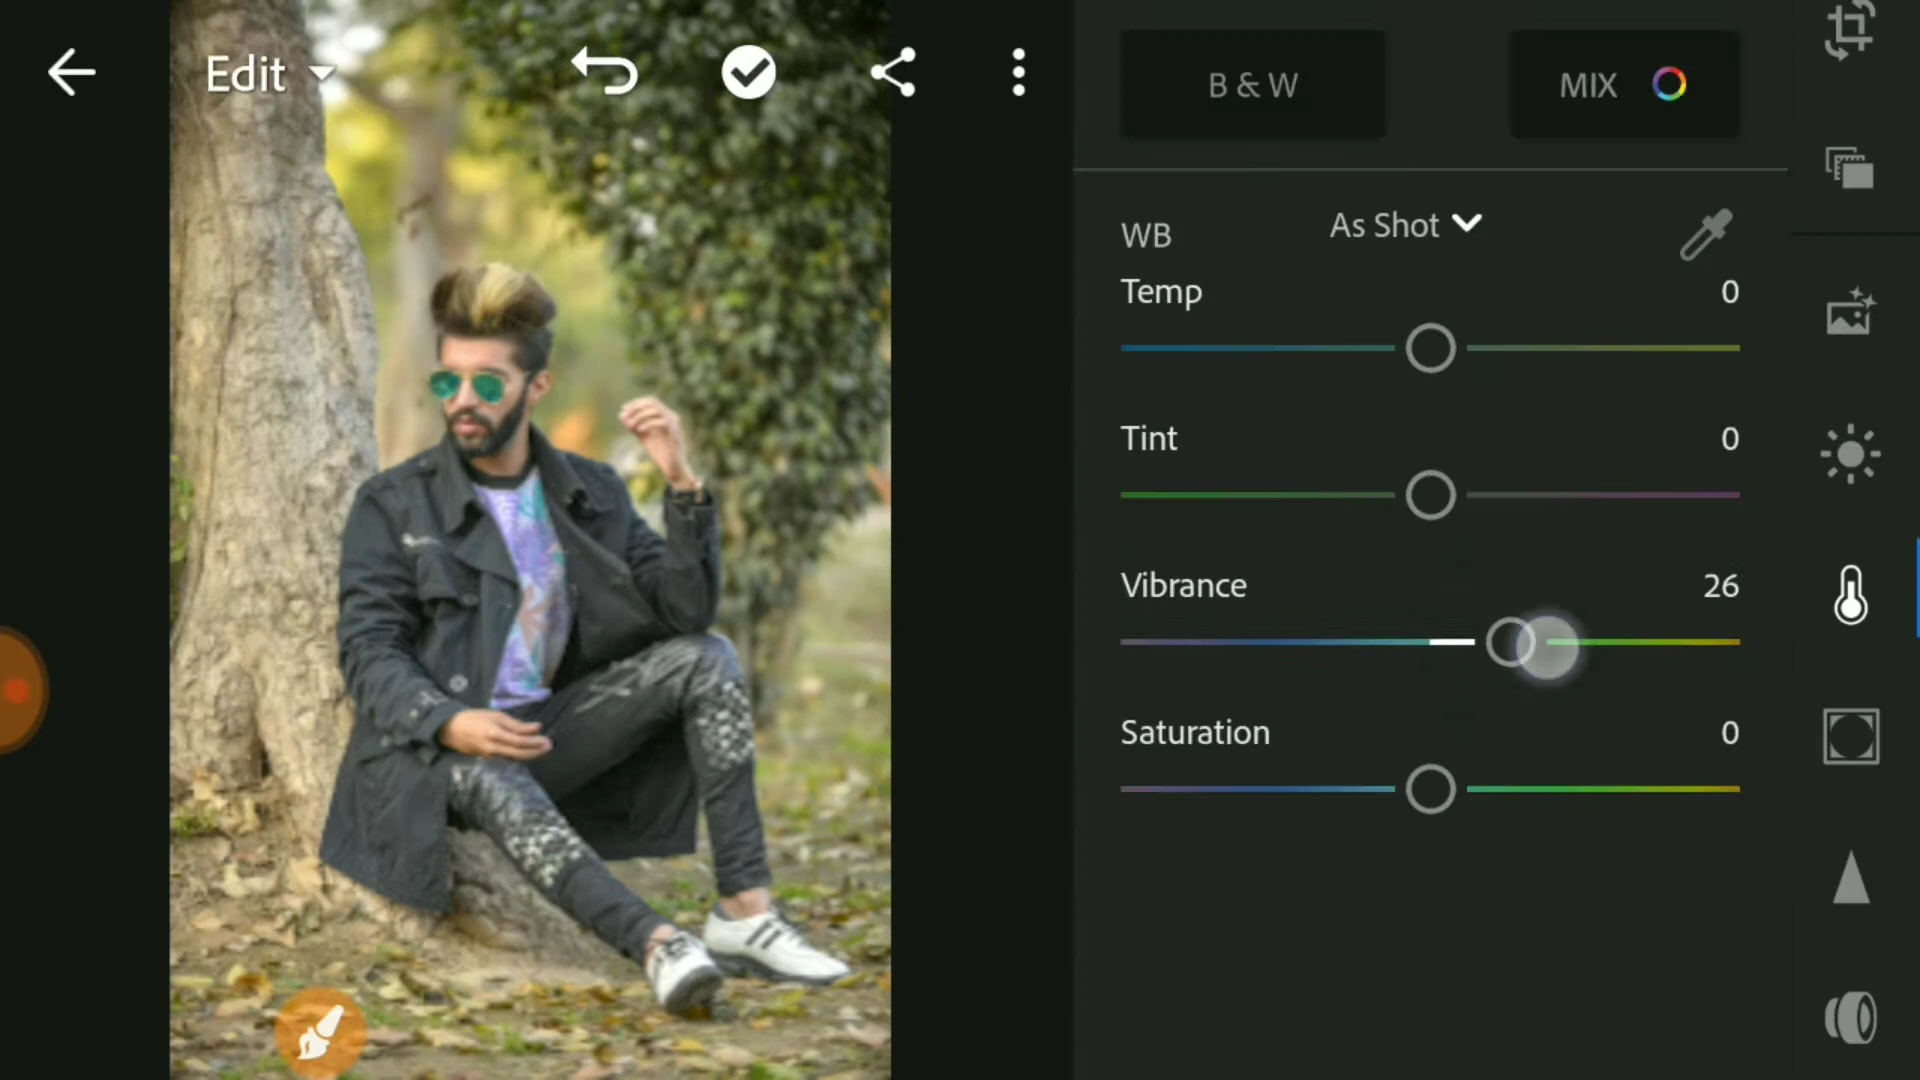 Edit
B & W
MIX
WB
As Shot
Temp
0
Tint
0
Vibrance
26
Saturation
0